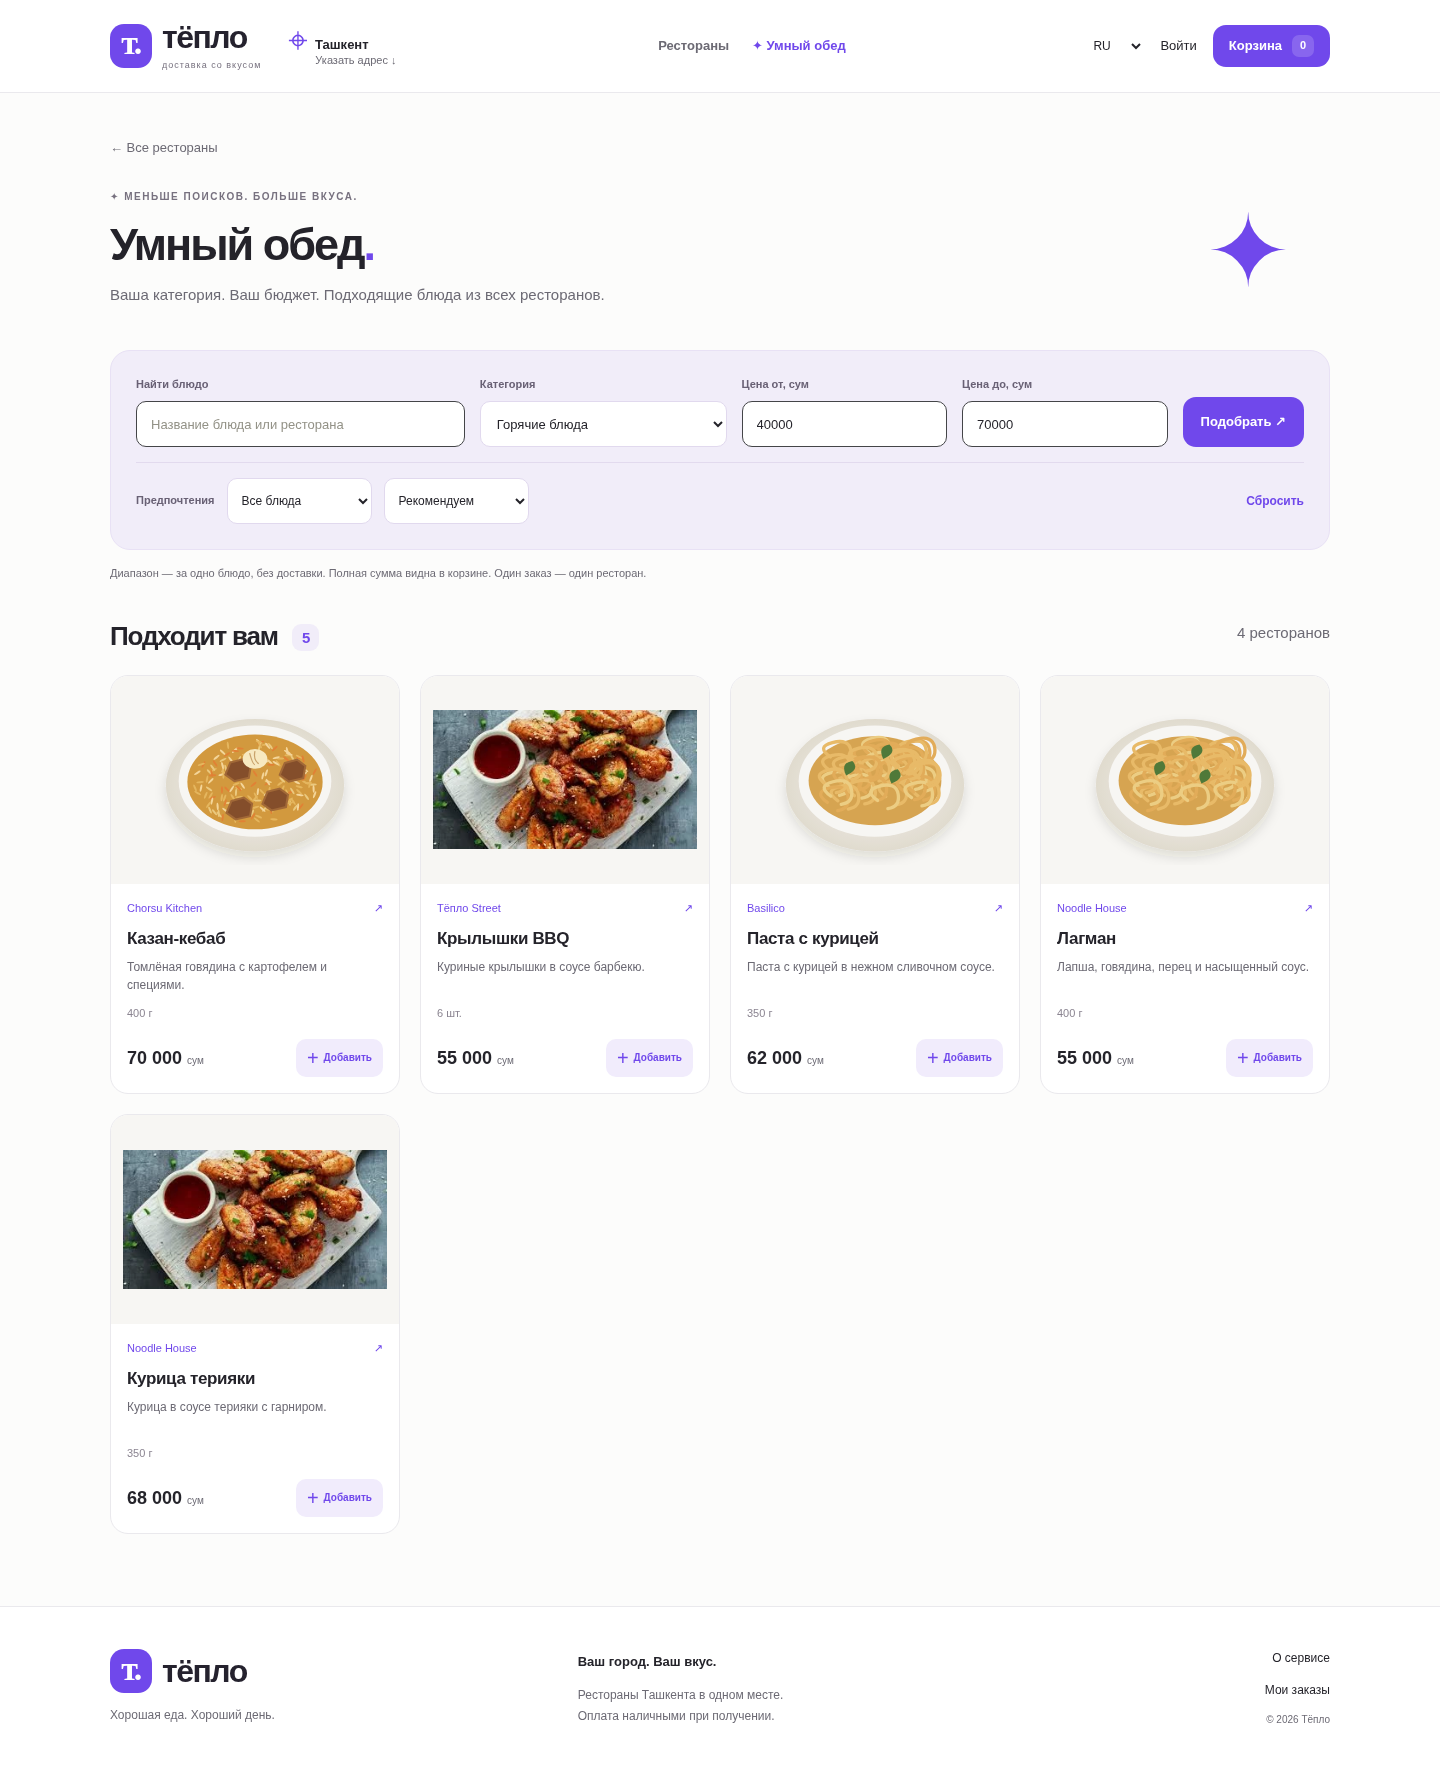 т. тёпло
доставка со вкусом
Ташкент
Указать адрес ↓
Рестораны ✦ Умный обед
RU Войти Корзина 0
← Все рестораны
✦ МЕНЬШЕ ПОИСКОВ. БОЛЬШЕ ВКУСА.
Умный обед.
Ваша категория. Ваш бюджет. Подходящие блюда из всех ресторанов.
Найти блюдо Категория Цена от, сум Цена до, сум
Название блюда или ресторана Горячие блюда 40000 70000 Подобрать ↗
Предпочтения Все блюда Рекомендуем Сбросить
Диапазон — за одно блюдо, без доставки. Полная сумма видна в корзине. Один заказ — один ресторан.
Подходит вам 5 4 ресторанов
Chorsu Kitchen ↗
Казан-кебаб
Томлёная говядина с картофелем и
специями.
400 г
70 000 сум + Добавить
Тёпло Street ↗
Крылышки BBQ
Куриные крылышки в соусе барбекю.
6 шт.
55 000 сум + Добавить
Basilico ↗
Паста с курицей
Паста с курицей в нежном сливочном соусе.
350 г
62 000 сум + Добавить
Noodle House ↗
Лагман
Лапша, говядина, перец и насыщенный соус.
400 г
55 000 сум + Добавить
Noodle House ↗
Курица терияки
Курица в соусе терияки с гарниром.
350 г
68 000 сум + Добавить
т. тёпло
Хорошая еда. Хороший день.
Ваш город. Ваш вкус.
Рестораны Ташкента в одном месте.
Оплата наличными при получении.
О сервисе
Мои заказы
© 2026 Тёпло